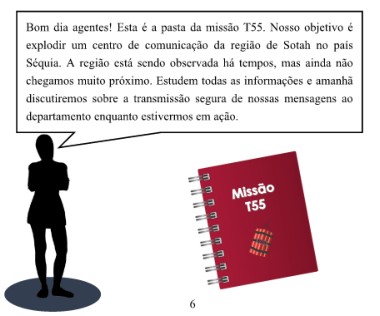 Bom dia agentes! Esta é a pasta da missão T55. Nosso objetivo é
explodir um centro de comunicação da região de Sotah no país
Séquia. A região está sendo observada há tempos, mas ainda não
chegamos muito próximo. Estudem todas as informações e amanhã
discutiremos sobre a transmissão segura de nossas mensagens ao
departamento enquanto estivermos em ação.
Missão
T55
6